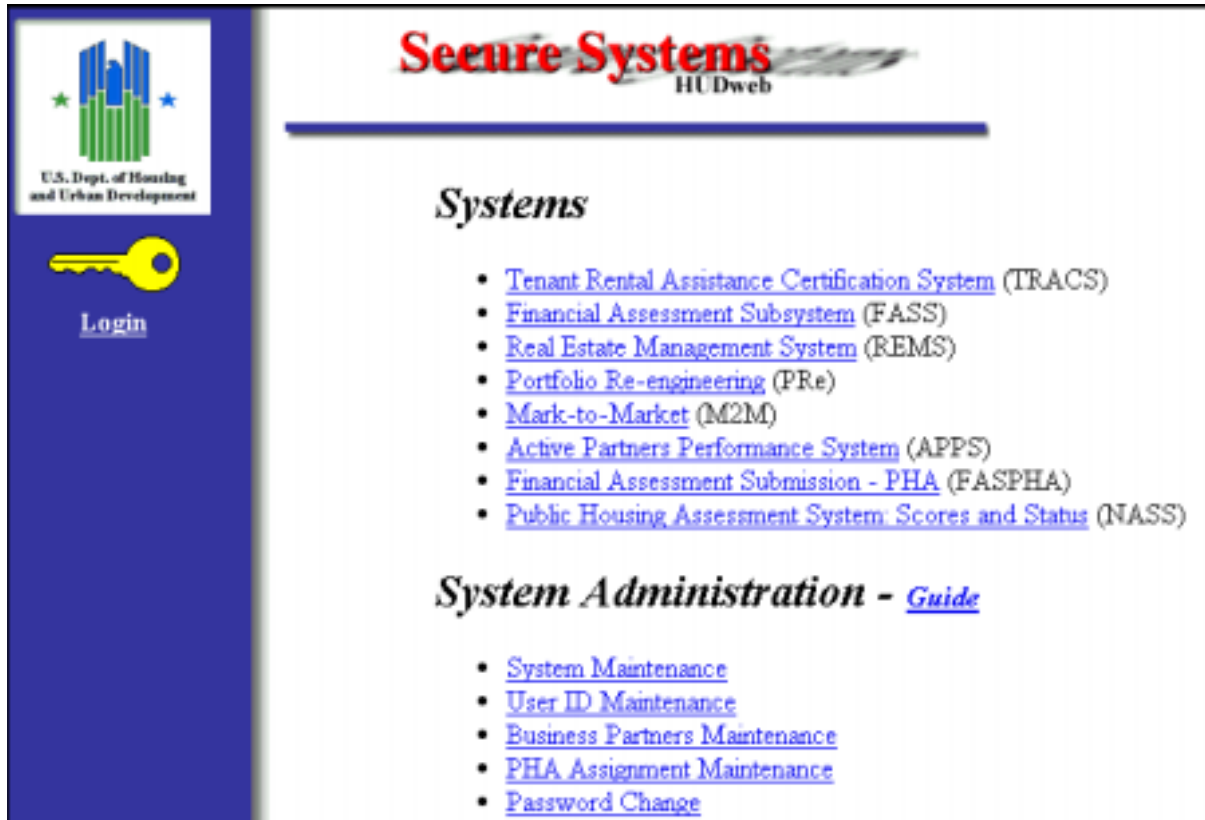 U.S. Dept. of Housing
and Urban Development
Login
Secure Systems
HUDweb
Systems
• Tenant Rental Assistance Certification System (TRACS)
• Financial Assessment Subsystem (FASS)
• Real Estate Management System (REMS)
• Portfolio Re-engineering (PRe)
• Mark-to-Market (M2M)
• Active Partners Performance System (APPS)
• Financial Assessment Submission - PHA (FASPHA)
• Public Housing Assessment System: Scores and Status (NASS)
System Administration - Guide
• System Maintenance
• User ID Maintenance
• Business Partners Maintenance
• PHA Assignment Maintenance
• Password Change